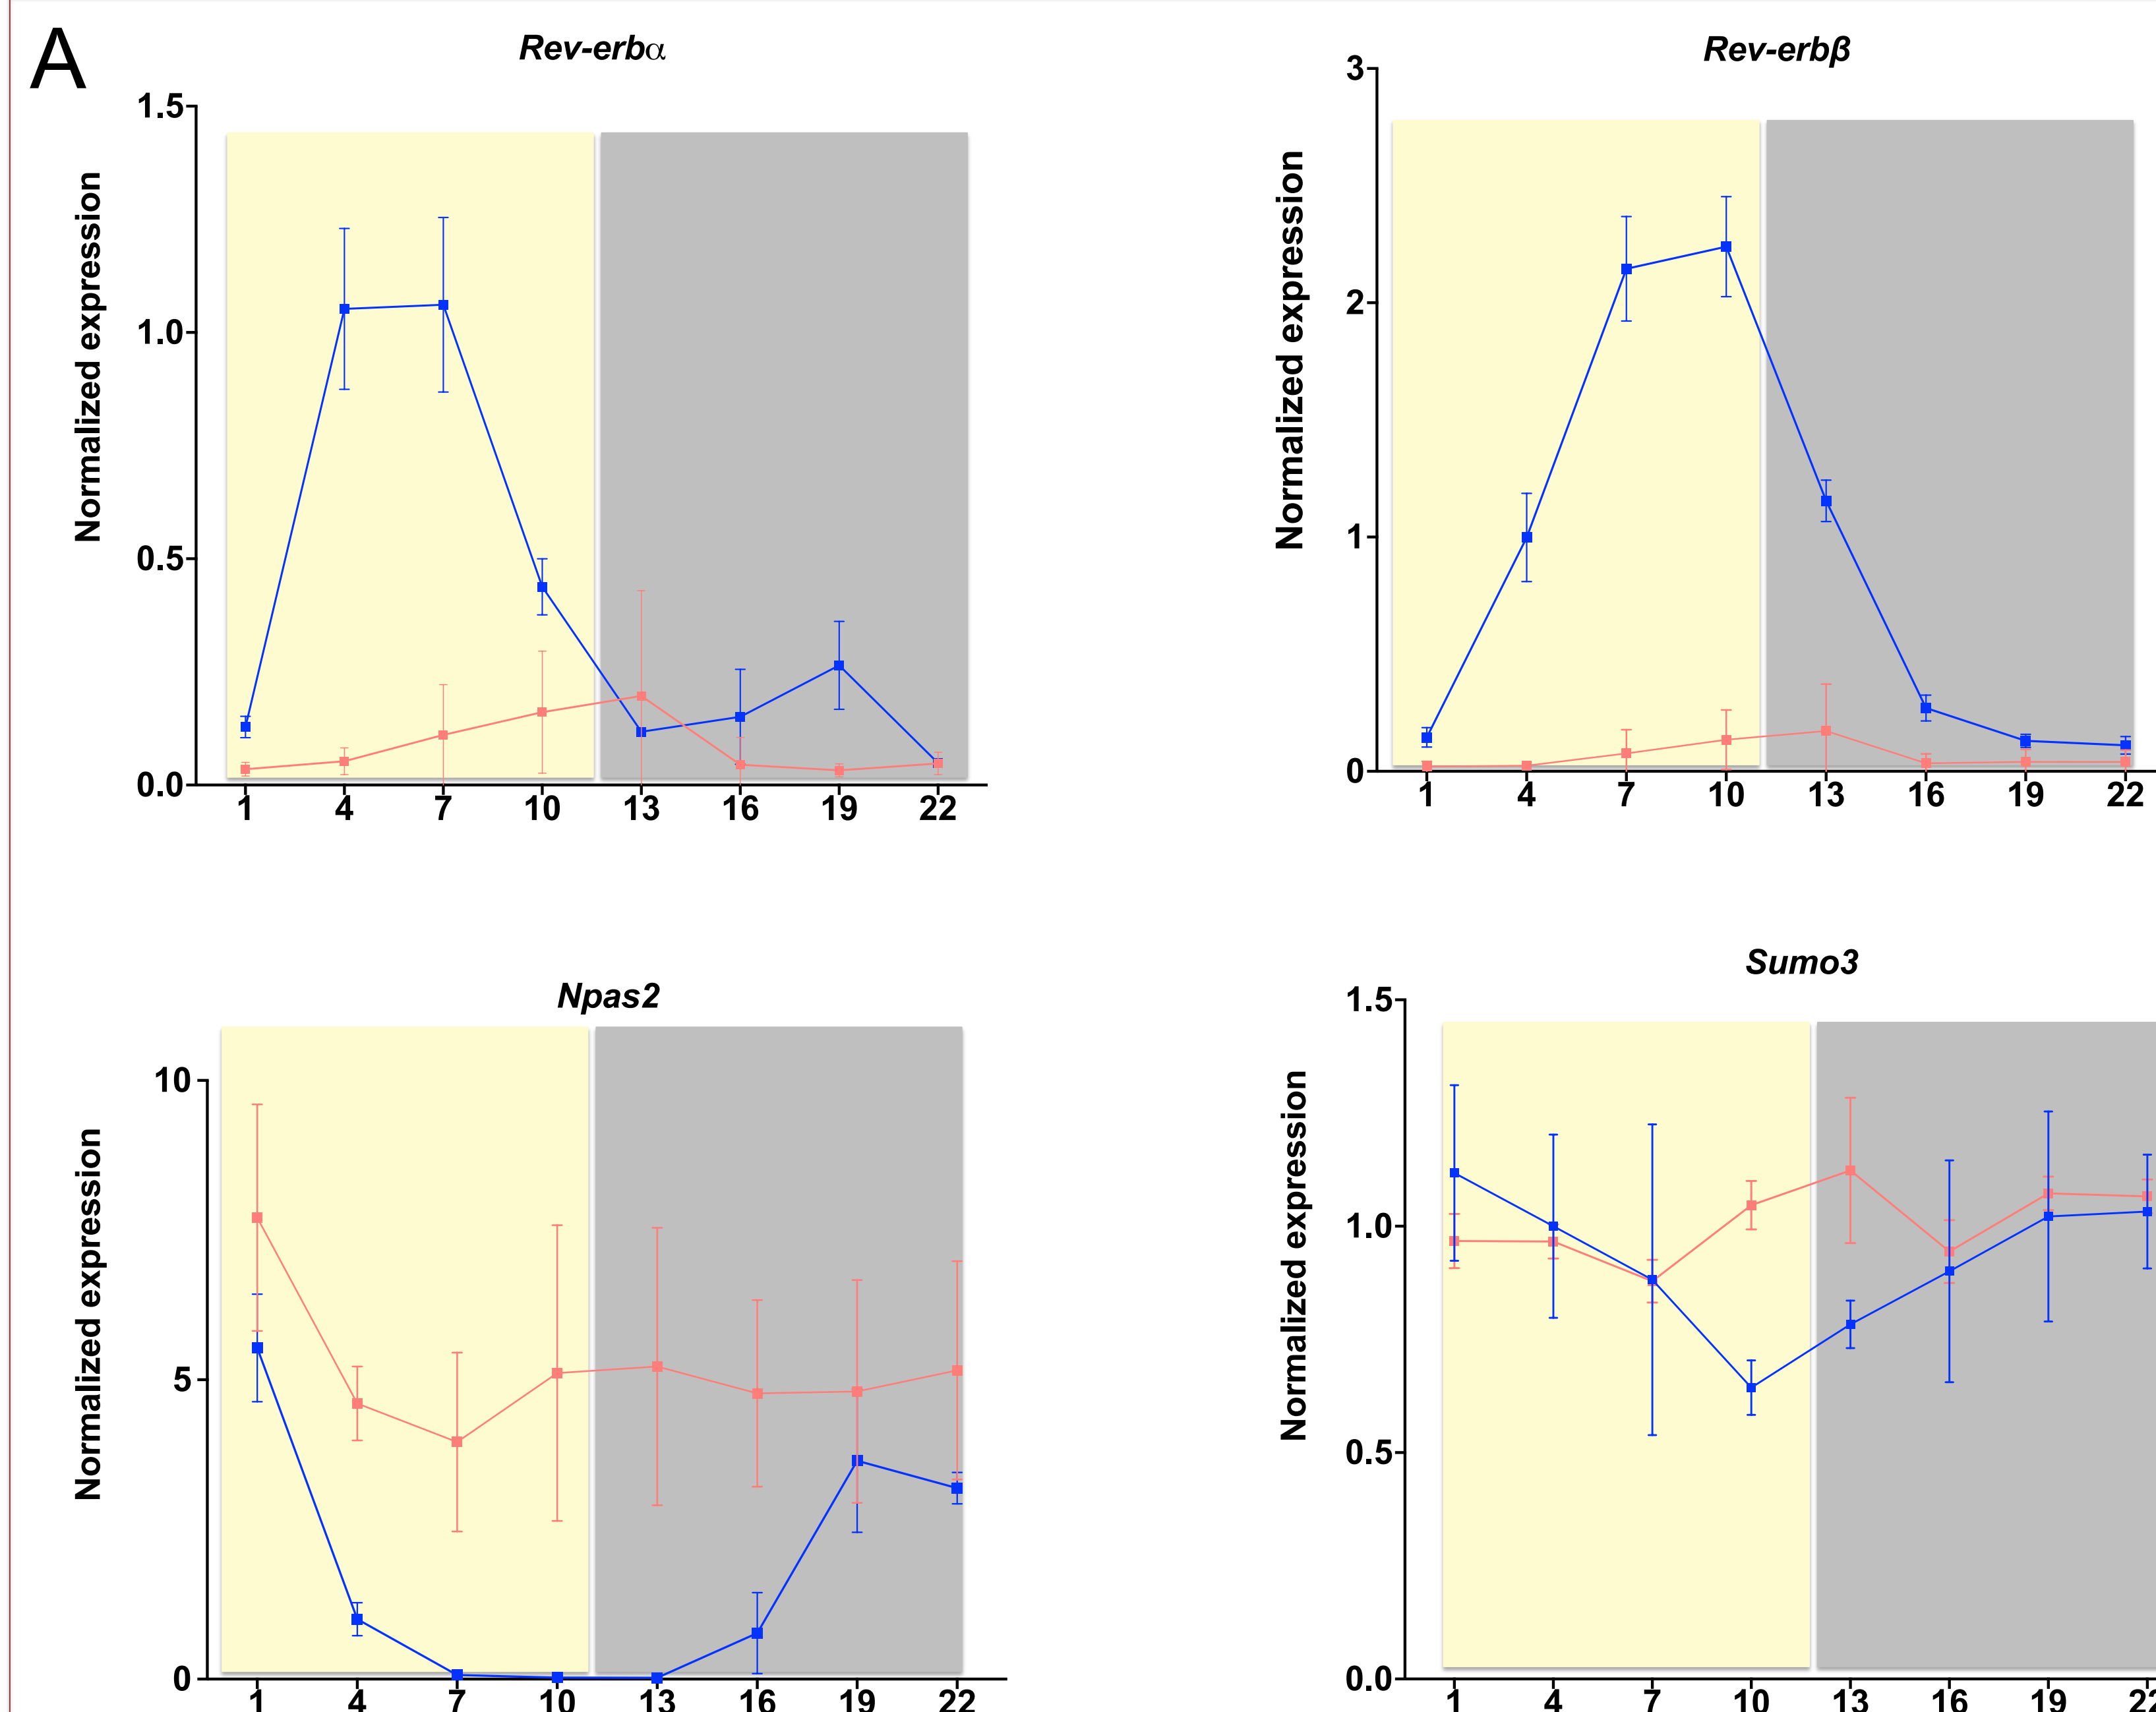 A
Rev-erbα
Normalized expression
1.5
1.0
0.5
0.0
1 4 7 10 13 16 19 22
Rev-erbβ
Normalized expression
3
2
1
0
1 4 7 10 13 16 19 22
Npas2
Normalized expression
10
5
0
1 4 7 10 13 16 19 22
Sumo3
Normalized expression
1.5
1.0
0.5
0.0
1 4 7 10 13 16 19 22